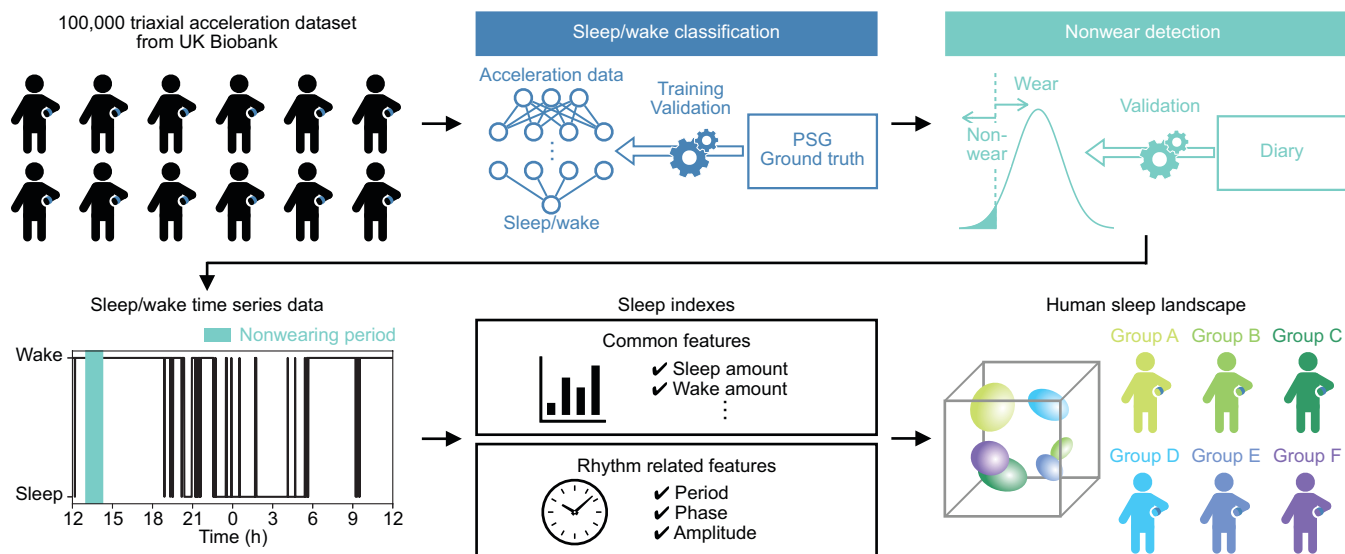 100,000 triaxial acceleration dataset
from UK Biobank
Sleep/wake classification
Acceleration data
Training
Validation
PSG
Ground truth
Sleep/wake
Nonwear detection
Wear
Non-
wear
Validation
Diary
Sleep/wake time series data
Nonwearing period
Wake
Sleep
12 15 18 21 0 3 6 9 12
Time (h)
Sleep indexes
Common features
✔ Sleep amount
✔ Wake amount
⋮
Rhythm related features
✔ Period
✔ Phase
✔ Amplitude
Human sleep landscape
Group A Group B Group C
Group D Group E Group F